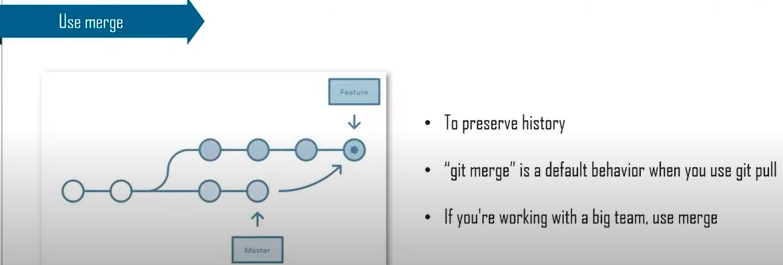 Use merge
Feature
• To preserve history
• "git merge" is a default behavior when you use git pull
• If you're working with a big team, use merge
Master